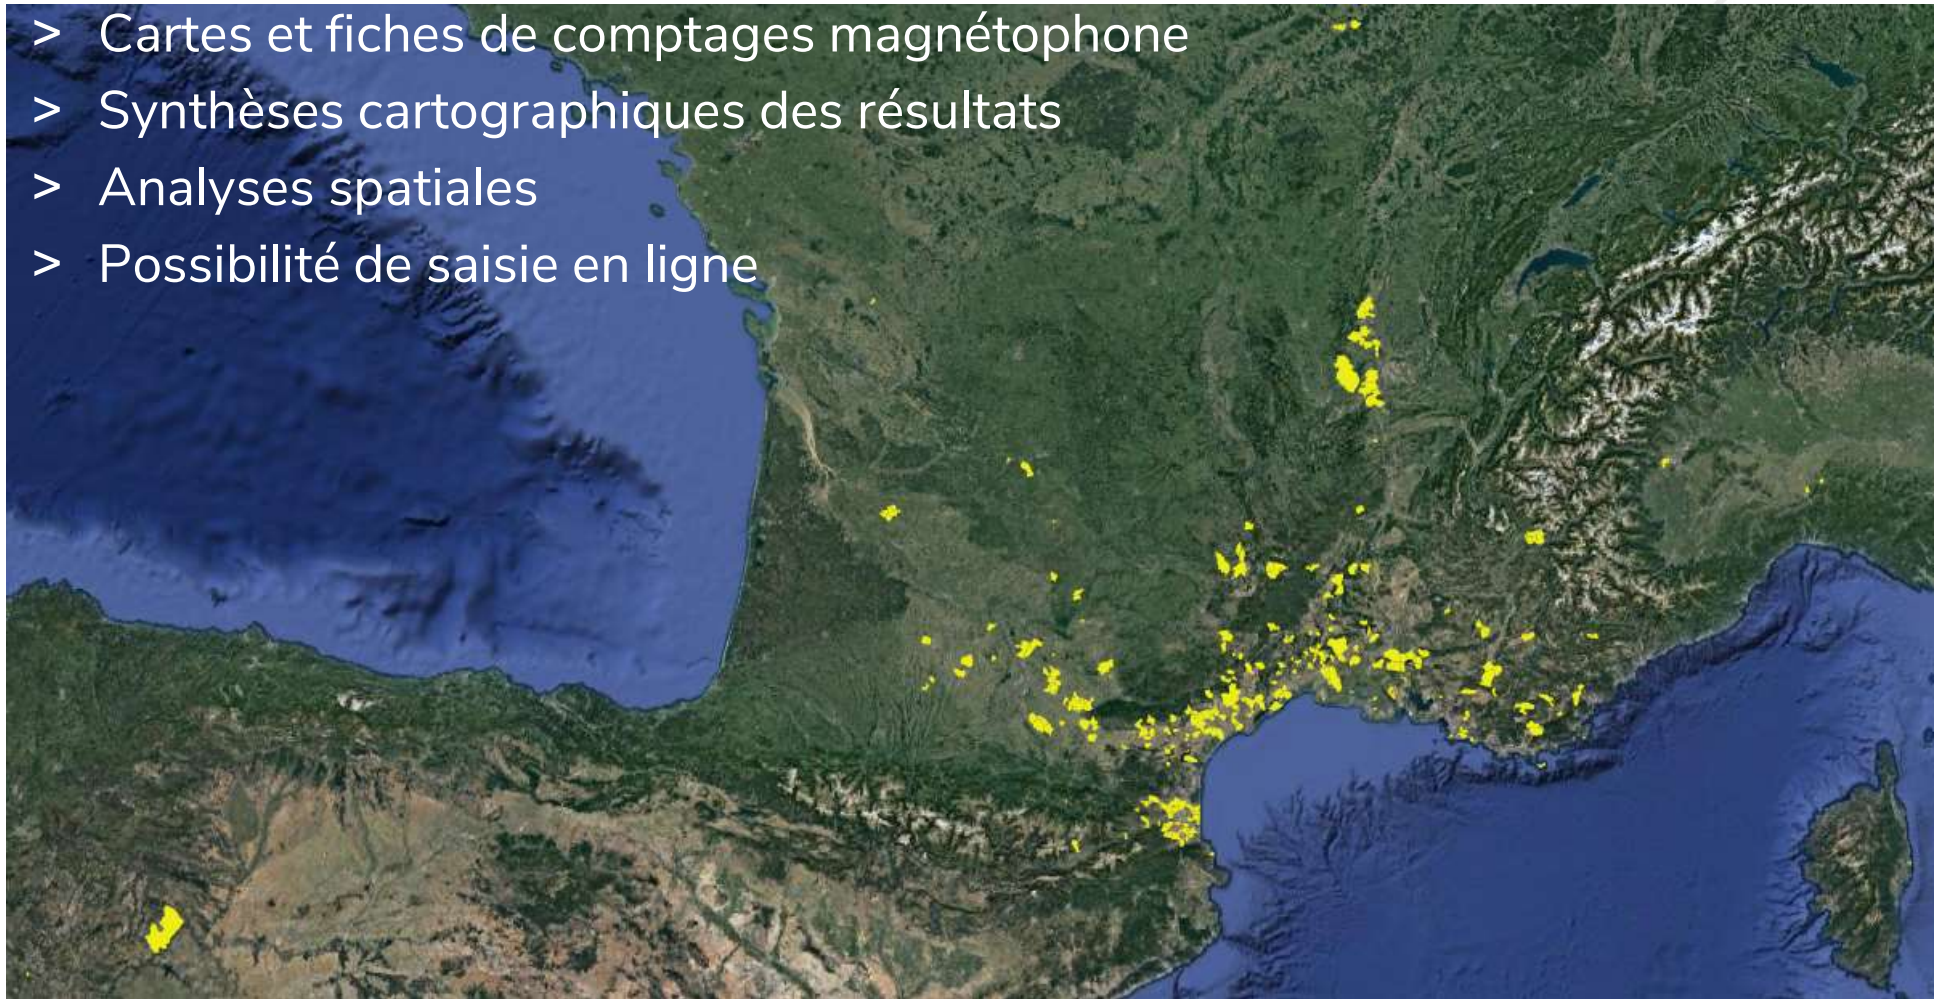 > Cartes et fiches de comptages magnétophone
> Synthèses cartographiques des résultats
> Analyses spatiales
> Possibilité de saisie en ligne